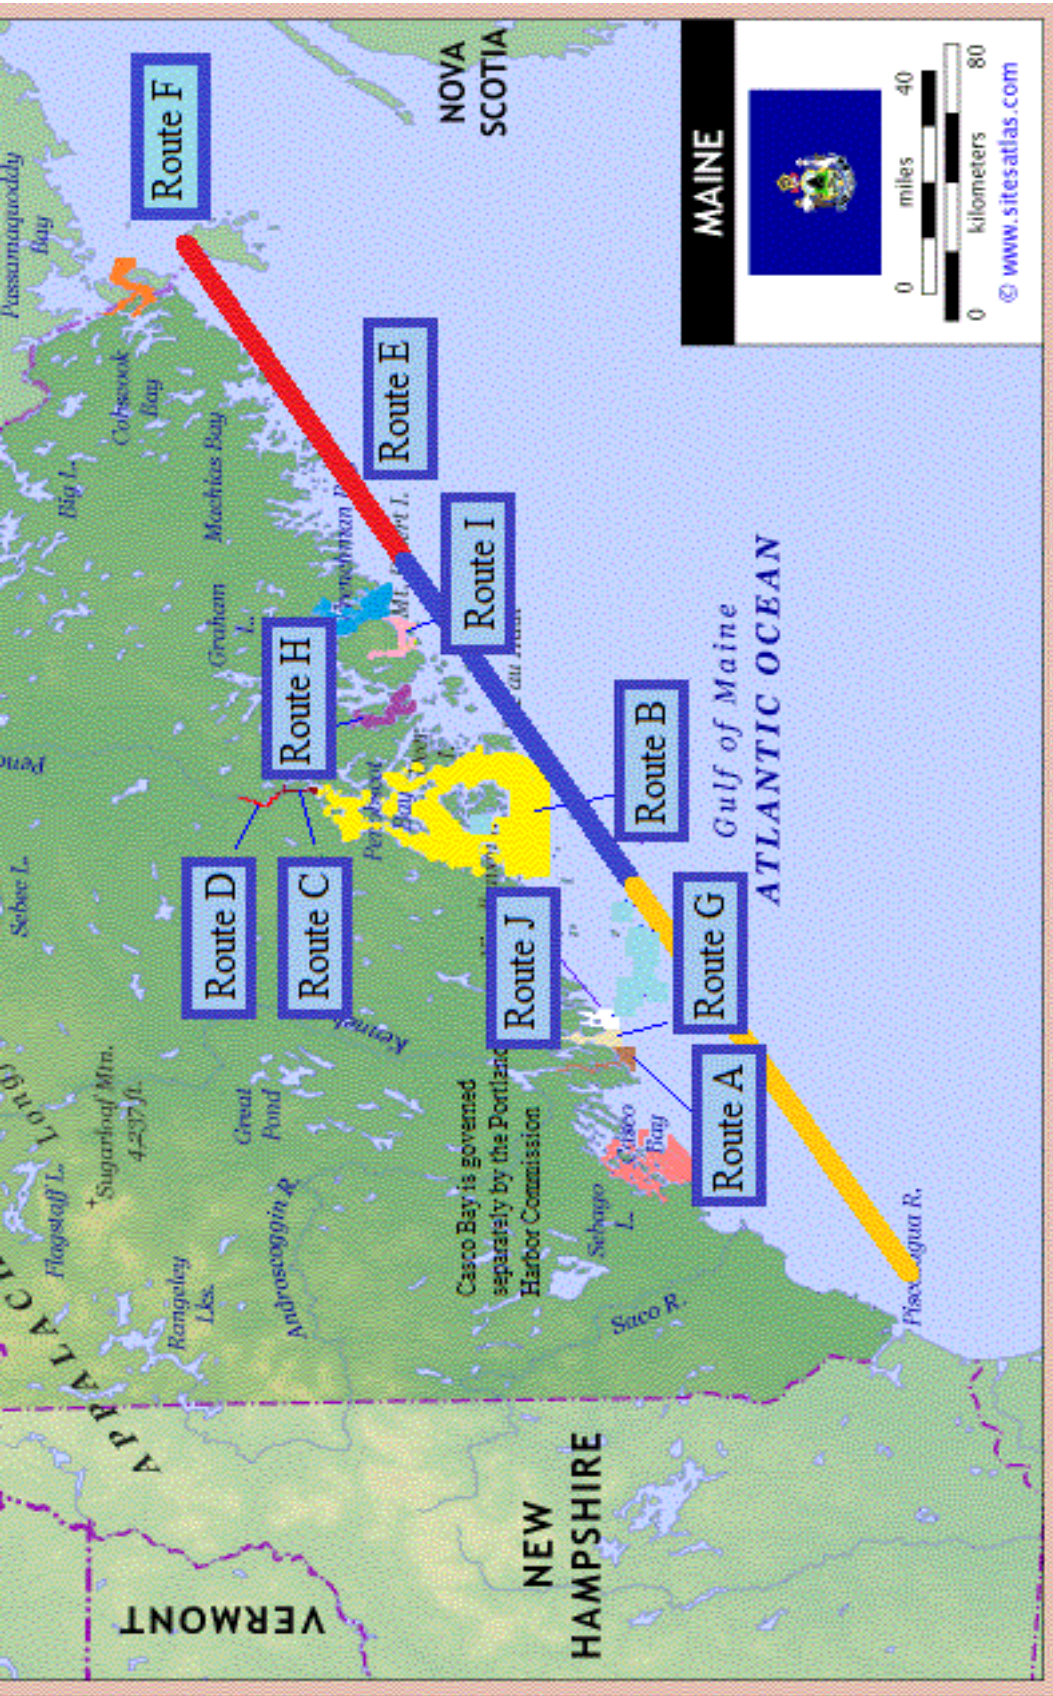 Passamaquoddy
Bay
Route F
NOVA
SCOTIA
MAINE
0 miles 40
0 kilometers 80
© www.sitesatlas.com
Cobscook
Bay
Machias Bay
Big L.
Route E
Graham
L.
Route I
Route H
Route B
Gulf of Maine
ATLANTIC OCEAN
Bay
Route D
Route C
Route J
Route G
Route A
Sebec L.
Sugarloaf Mtn.
4,237 ft.
Flagstaff L.
Great
Pond
Rangeley
Lks.
Androscoggin R
Casco Bay is governed
separately by the Portland
Harbor Commission
Casco
Bay
Sebago
L.
Saco R.
NEW
HAMPSHIRE
VERMONT